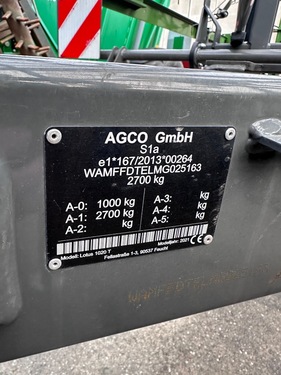 AGCO GmbH
S1a
e1*167/2013*00264
WAMFFDTELMG025163
2700 kg
A-0: 1000 kg A-3: kg
A-1: 2700 kg A-4: kg
A-2: kg A-5: kg
Modell: Lotus 1020 T Modelljahr: 2021
Fellastraße 1-3, 90537 Feucht